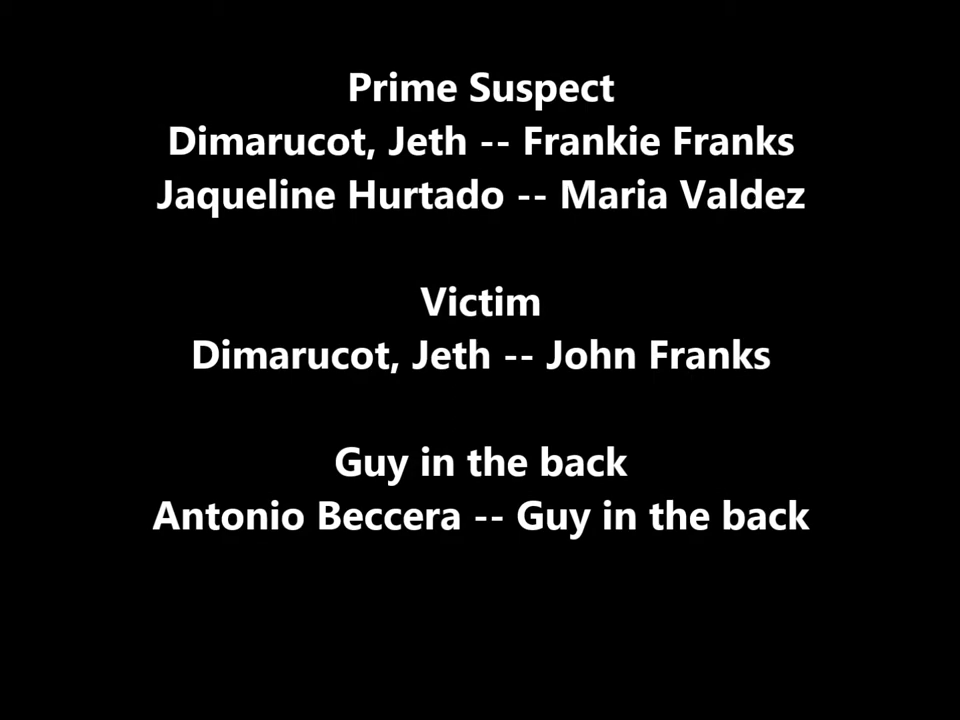 Prime Suspect
Dimarucot, Jeth -- Frankie Franks
Jaqueline Hurtado -- Maria Valdez
Victim
Dimarucot, Jeth -- John Franks
Guy in the back
Antonio Beccera -- Guy in the back